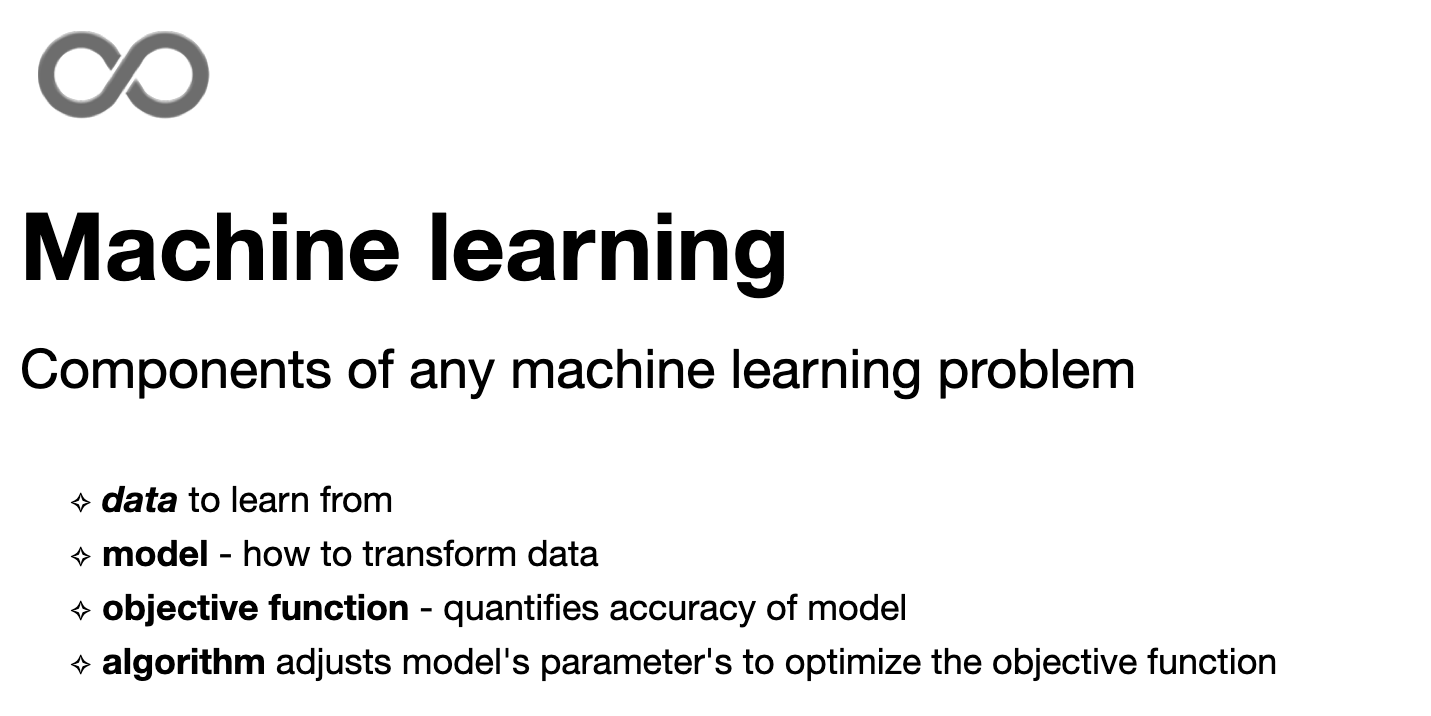 Machine learning
Components of any machine learning problem
✧ data to learn from
✧ model - how to transform data
✧ objective function - quantifies accuracy of model
✧ algorithm adjusts model's parameter's to optimize the objective function